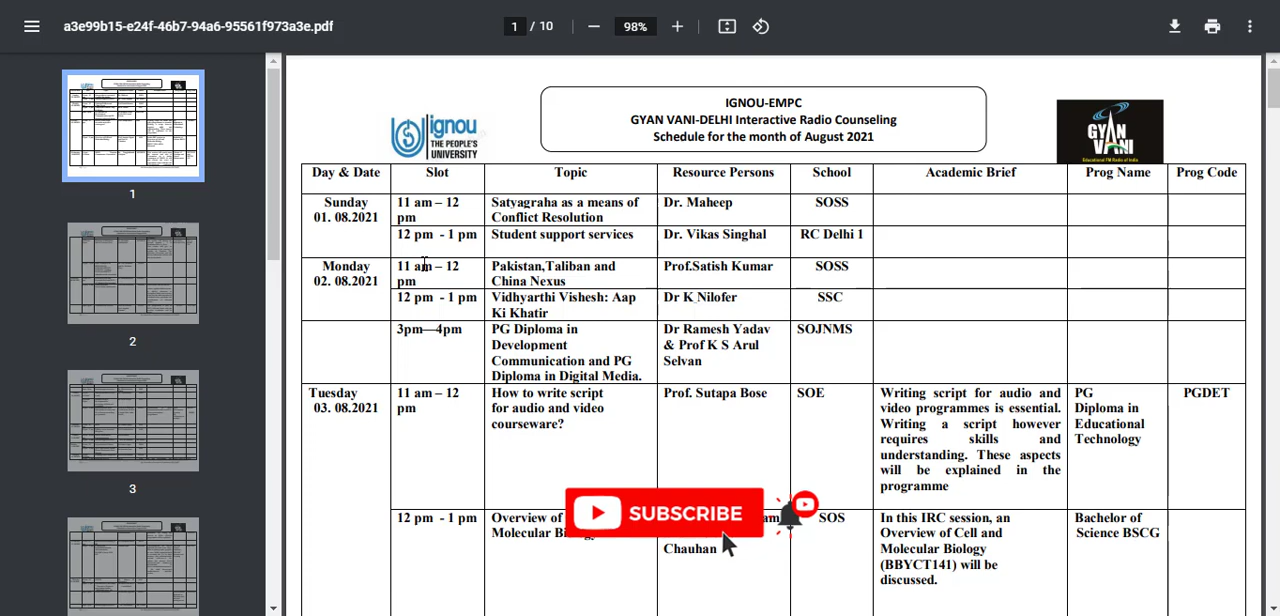 a3e99b15-e24f-46b7-94a6-95561f973a3e.pdf
1 / 10
98%
1
2
3
ignou
THE PEOPLE'S
UNIVERSITY
IGNOU-EMPC
GYAN VANI-DELHI Interactive Radio Counseling
Schedule for the month of August 2021
GYAN
VANI
Educational FM Radio of India
Day & Date Slot Topic Resource Persons School Academic Brief Prog Name Prog Code
Sunday
01. 08.2021
11 am – 12
pm
Satyagraha as a means of
Conflict Resolution
Dr. Maheep
SOSS
12 pm - 1 pm
Student support services
Dr. Vikas Singhal
RC Delhi 1
Monday
02. 08.2021
11 am – 12
pm
Pakistan,Taliban and
China Nexus
Prof.Satish Kumar
SOSS
12 pm - 1 pm
Vidhyarthi Vishesh: Aap
Ki Khatir
Dr K Nilofer
SSC
3pm—4pm
PG Diploma in
Development
Communication and PG
Diploma in Digital Media.
Dr Ramesh Yadav
& Prof K S Arul
Selvan
SOJNMS
Tuesday
03. 08.2021
11 am – 12
pm
How to write script
for audio and video
courseware?
Prof. Sutapa Bose
SOE
Writing script for audio and
video programmes is essential.
Writing a script however
requires skills and
understanding. These aspects
will be explained in the
programme
PG
Diploma in
Educational
Technology
PGDET
12 pm - 1 pm
Overview of
Molecular
Chauhan
SOS
In this IRC session, an
Overview of Cell and
Molecular Biology
(BBYCT141) will be
discussed.
Bachelor of
Science BSCG
SUBSCRIBE